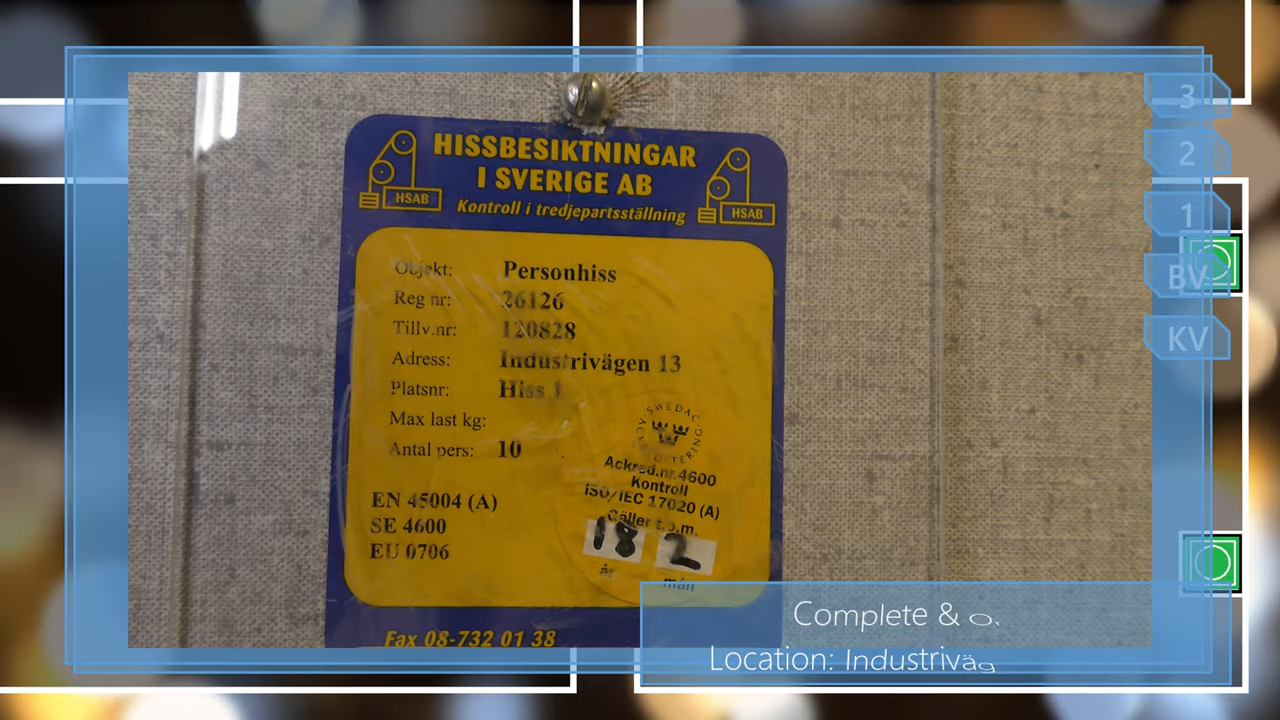 HISSBESIKTNINGAR
I SVERIGE AB
Kontroll i tredjepartsställning
HSAB
HSAB
Objekt: Personhiss
Reg nr: 26126
Tillv.nr: 120828
Adress: Industrivägen 13
Platsnr: Hiss 1
Max last kg:
Antal pers: 10
EN 45004 (A)
SE 4600
EU 0706
SWEDAC
Ackred.nr.4600
Kontroll
ISO/IEC 17020 (A)
Gäller t.o.m.
18 2
år mån
Fax 08-732 01 38
3
2
1
BV
KV
Complete &
Location: Industriväg